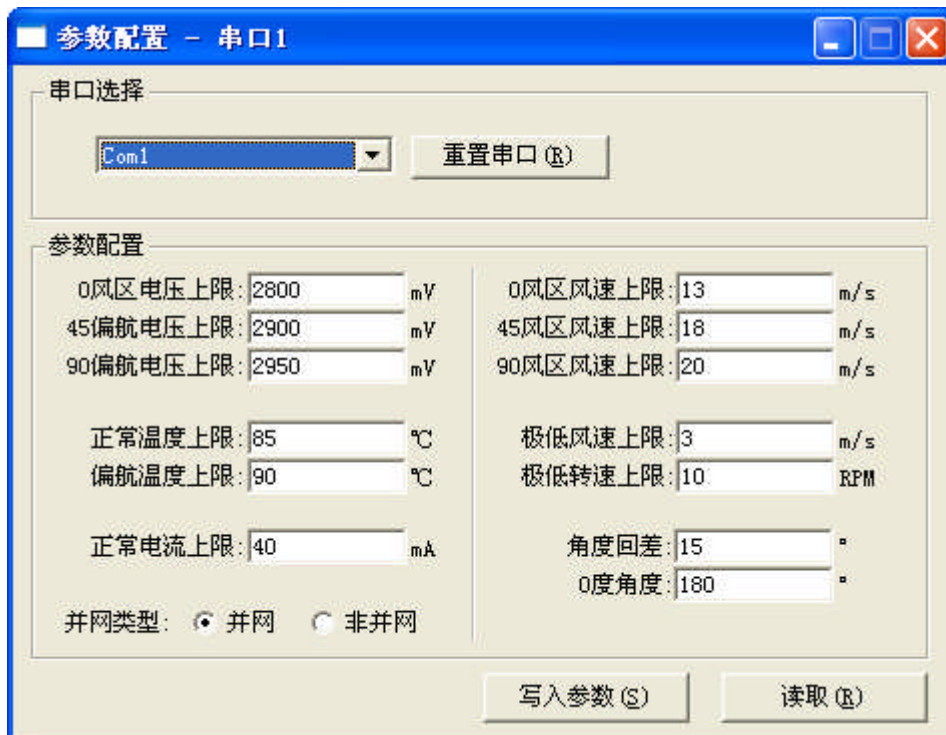 参数配置 - 串口1
串口选择
Com1 重置串口(R)
参数配置
0风区电压上限:2800 mV 0风区风速上限:13 m/s
45偏航电压上限:2900 mV 45风区风速上限:18 m/s
90偏航电压上限:2950 mV 90风区风速上限:20 m/s
正常温度上限:85 ℃ 极低风速上限:3 m/s
偏航温度上限:90 ℃ 极低转速上限:10 RPM
正常电流上限:40 mA 角度回差:15 °
0度角度:180 °
并网类型: 并网 非并网
写入参数(S) 读取(R)